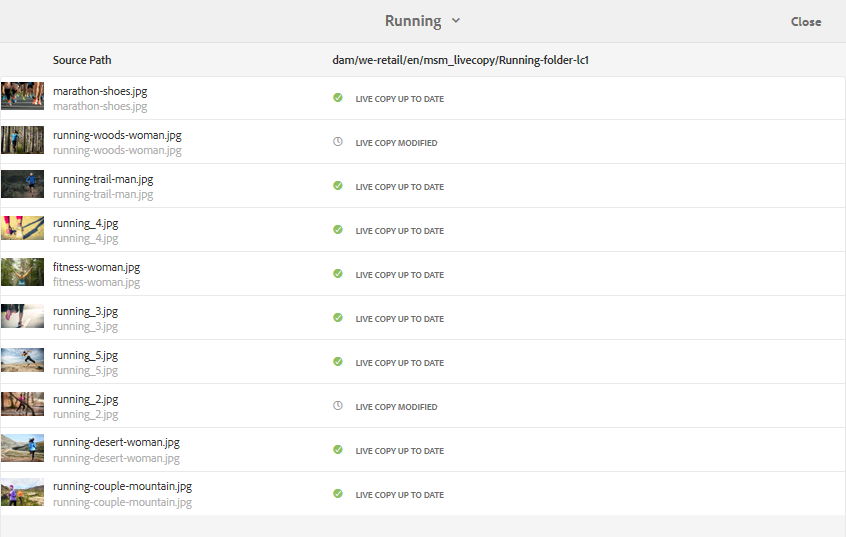 Running
Close
Source Path
dam/we-retail/en/msm_livecopy/Running-folder-lc1
marathon-shoes.jpg
marathon-shoes.jpg
LIVE COPY UP TO DATE
running-woods-woman.jpg
running-woods-woman.jpg
LIVE COPY MODIFIED
running-trail-man.jpg
running-trail-man.jpg
LIVE COPY UP TO DATE
running_4.jpg
running_4.jpg
LIVE COPY UP TO DATE
fitness-woman.jpg
fitness-woman.jpg
LIVE COPY UP TO DATE
running_3.jpg
running_3.jpg
LIVE COPY UP TO DATE
running_5.jpg
running_5.jpg
LIVE COPY UP TO DATE
running_2.jpg
running_2.jpg
LIVE COPY MODIFIED
running-desert-woman.jpg
running-desert-woman.jpg
LIVE COPY UP TO DATE
running-couple-mountain.jpg
running-couple-mountain.jpg
LIVE COPY UP TO DATE